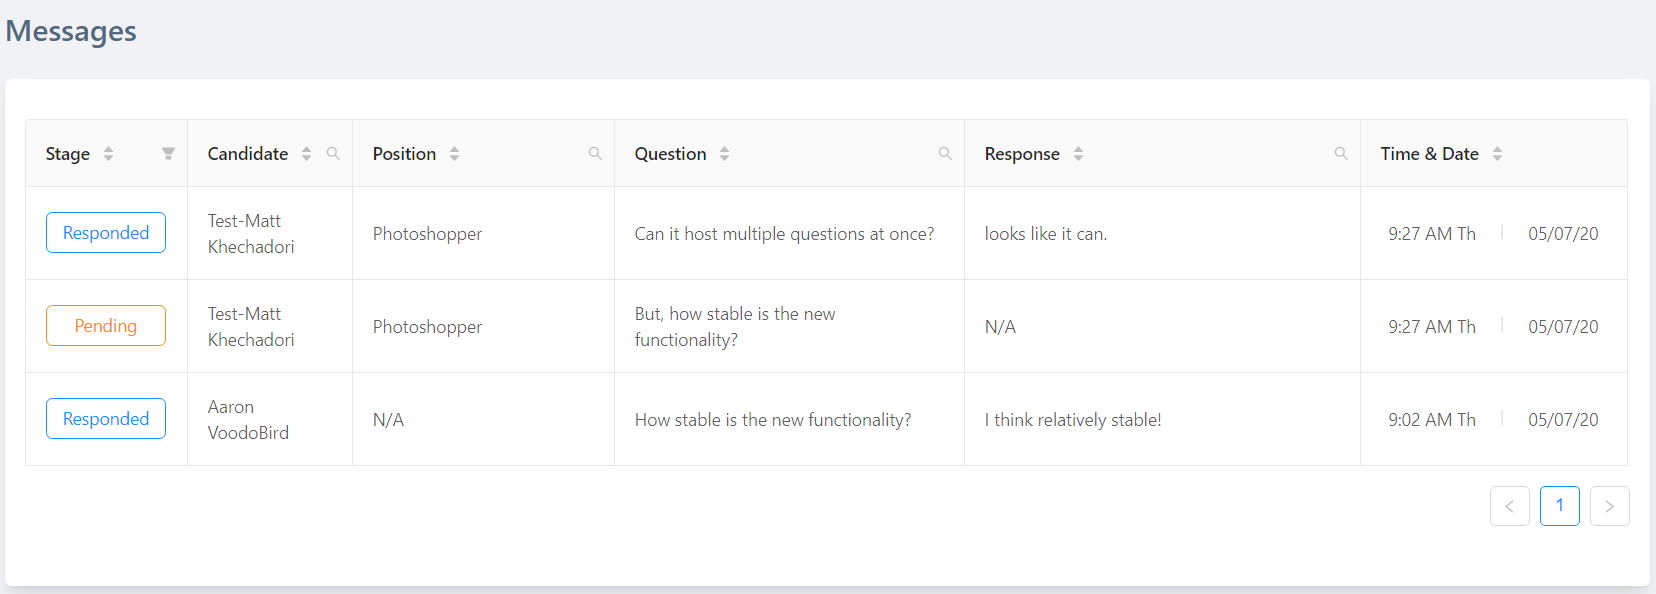 Messages
Stage Candidate Position Question Response Time & Date
Responded Test-Matt Khechadori Photoshopper Can it host multiple questions at once? looks like it can. 9:27 AM Th 05/07/20
Pending Test-Matt Khechadori Photoshopper But, how stable is the new functionality? N/A 9:27 AM Th 05/07/20
Responded Aaron VoodoBird N/A How stable is the new functionality? I think relatively stable! 9:02 AM Th 05/07/20
< 1 >